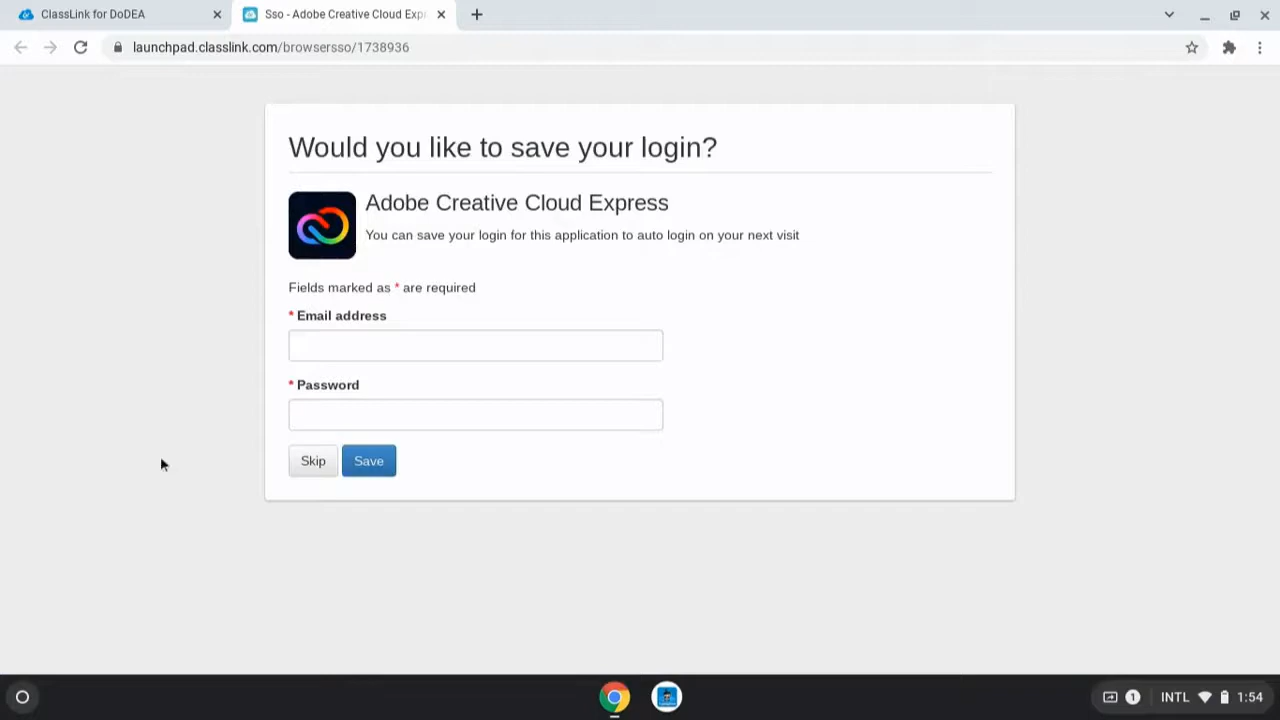 ClassLink for DoDEA
Sso - Adobe Creative Cloud Expr
launchpad.classlink.com/browsersso/1738936
Would you like to save your login?
Adobe Creative Cloud Express
You can save your login for this application to auto login on your next visit
Fields marked as * are required
* Email address
* Password
Skip
Save
1
INTL
1:54